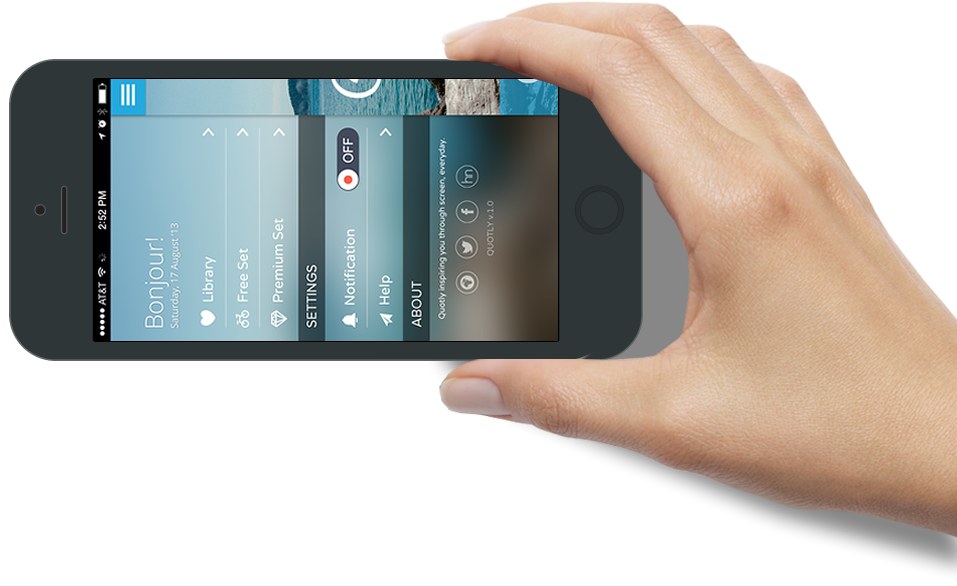 AT&T 2:52 PM
Bonjour!
Saturday, 17 August '13
Library
Free Set
Premium Set
SETTINGS
Notification OFF
Help
ABOUT
Quotly inspiring you through screen, everyday.
hn
QUOTLY v.1.0